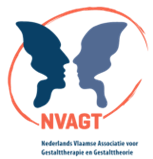 NVAGT
Nederlands Vlaamse Associatie voor
Gestalttherapie en Gestalttheorie